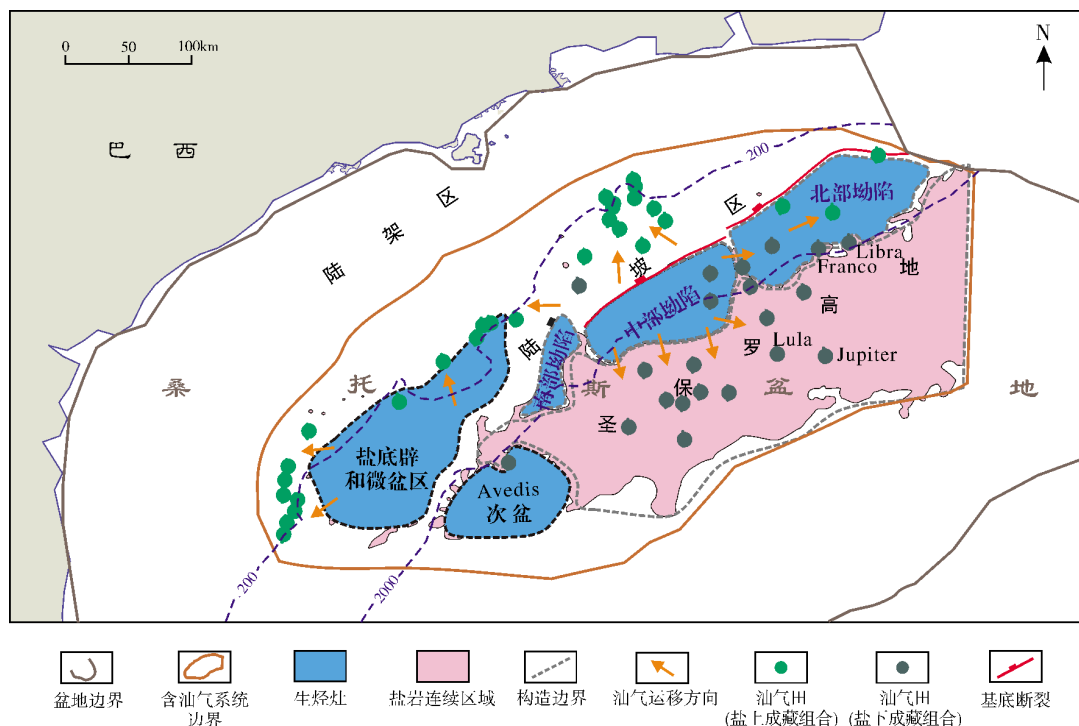 0 50 100km
N
巴 西
200
北部坳陷
架 区
陆
区
坡
陆
中部坳陷
南部坳陷
Libra
Franco
地
高
罗
保
圣
Lula
Jupiter
桑 托 斯 盆 地
盐底辟
和微盆区
Avedis
次盆
200
2000
盆地边界
含油气系统
边界
生烃灶
盐岩连续区域
构造边界
油气运移方向
油气田
(盐上成藏组合)
油气田
(盐下成藏组合)
基底断裂